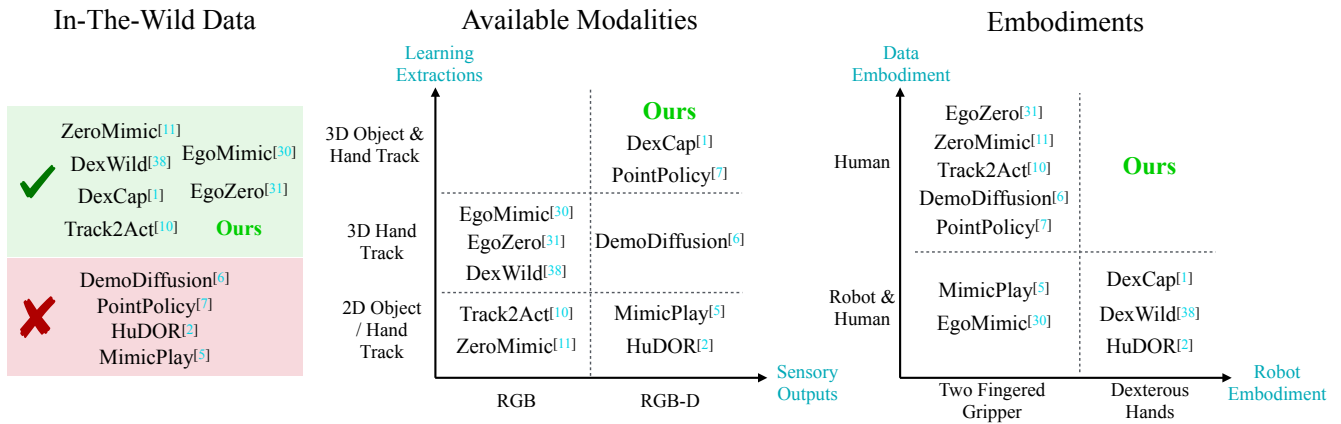 In-The-Wild Data
ZeroMimic[11]
DexWild[38]
EgoMimic[30]
DexCap[1]
EgoZero[31]
Track2Act[10]
Ours
DemoDiffusion[6]
PointPolicy[7]
HuDOR[2]
MimicPlay[5]
Available Modalities
Learning
Extractions
3D Object &
Hand Track
Ours
DexCap[1]
PointPolicy[7]
3D Hand
Track
EgoMimic[30]
EgoZero[31]
DexWild[38]
DemoDiffusion[6]
2D Object
/ Hand
Track
Track2Act[10]
ZeroMimic[11]
MimicPlay[5]
HuDOR[2]
RGB
RGB-D
Sensory
Outputs
Embodiments
Data
Embodiment
Human
EgoZero[31]
ZeroMimic[11]
Track2Act[10]
DemoDiffusion[6]
PointPolicy[7]
Ours
Robot &
Human
MimicPlay[5]
EgoMimic[30]
DexCap[1]
DexWild[38]
HuDOR[2]
Two Fingered
Gripper
Dexterous
Hands
Robot
Embodiment